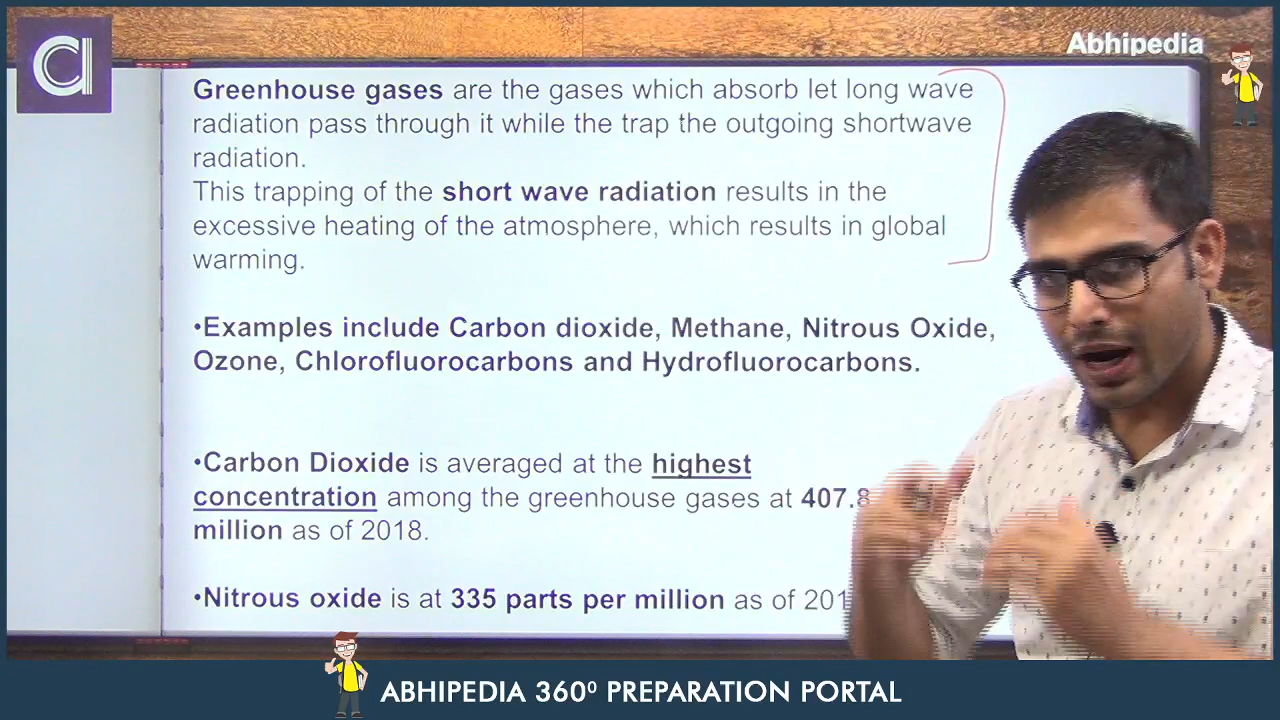 Abhipedia
Greenhouse gases are the gases which absorb let long wave
radiation pass through it while the trap the outgoing shortwave
radiation.
This trapping of the short wave radiation results in the
excessive heating of the atmosphere, which results in global
warming.
•Examples include Carbon dioxide, Methane, Nitrous Oxide,
Ozone, Chlorofluorocarbons and Hydrofluorocarbons.
•Carbon Dioxide is averaged at the highest
concentration among the greenhouse gases at 407.8
million as of 2018.
•Nitrous oxide is at 335 parts per million as of 201
ABHIPEDIA 360⁰ PREPARATION PORTAL